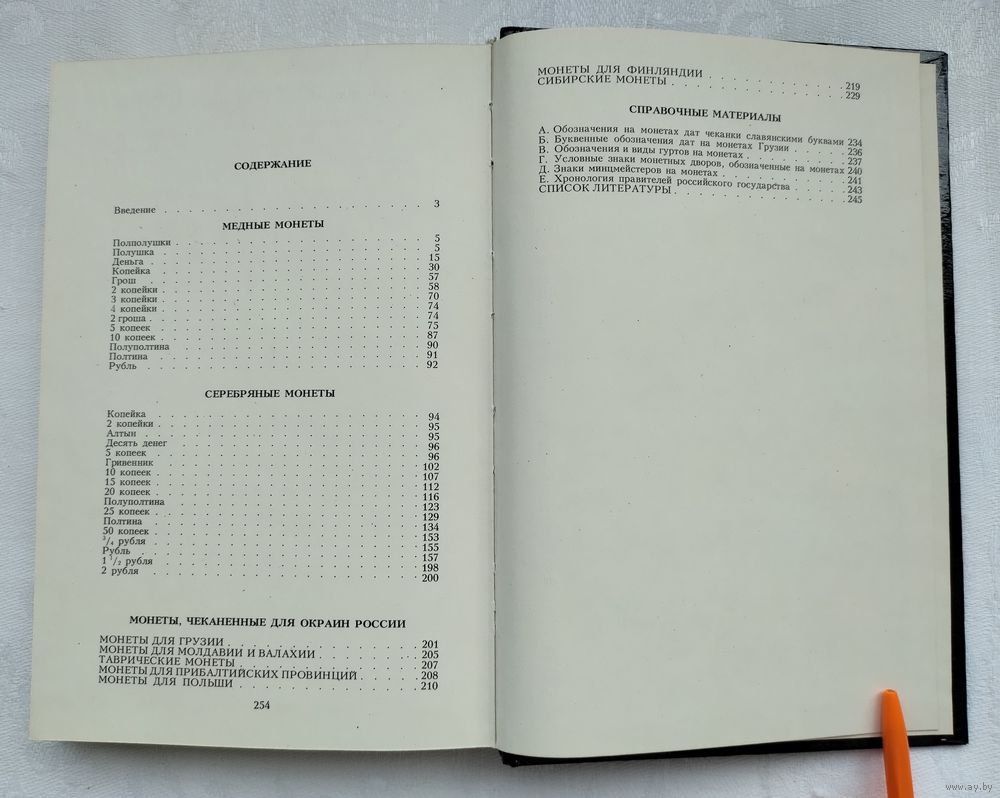 СОДЕРЖАНИЕ
Введение . . . 3
МЕДНЫЕ МОНЕТЫ
Полполушки . . . 5
Полушка . . . 5
Деньга . . . 15
Копейка . . . 30
Грош . . . 57
2 копейки . . . 58
3 копейки . . . 70
4 копейки . . . 74
2 гроша . . . 74
5 копеек . . . 75
10 копеек . . . 87
Полуполтина . . . 90
Полтина . . . 91
Рубль . . . 92
СЕРЕБРЯНЫЕ МОНЕТЫ
Копейка . . . 94
2 копейки . . . 95
Алтын . . . 95
Десять денег . . . 96
5 копеек . . . 96
Гривенник . . . 102
10 копеек . . . 107
15 копеек . . . 112
20 копеек . . . 116
Полуполтина . . . 123
25 копеек . . . 129
Полтина . . . 134
50 копеек . . . 153
3/4 рубля . . . 155
Рубль . . . 157
1 1/2 рубля . . . 198
2 рубля . . . 200
МОНЕТЫ, ЧЕКАНЕННЫЕ ДЛЯ ОКРАИН РОССИИ
МОНЕТЫ ДЛЯ ГРУЗИИ . . . 201
МОНЕТЫ ДЛЯ МОЛДАВИИ И ВАЛАХИИ . . . 205
ТАВРИЧЕСКИЕ МОНЕТЫ . . . 207
МОНЕТЫ ДЛЯ ПРИБАЛТИЙСКИХ ПРОВИНЦИЙ . . . 208
МОНЕТЫ ДЛЯ ПОЛЬШИ . . . 210
254
МОНЕТЫ ДЛЯ ФИНЛЯНДИИ . . . 219
СИБИРСКИЕ МОНЕТЫ . . . 229
СПРАВОЧНЫЕ МАТЕРИАЛЫ
А. Обозначения на монетах дат чеканки славянскими буквами 234
Б. Буквенные обозначения дат на монетах Грузии . . . 236
В. Обозначения и виды гуртов на монетах . . . 237
Г. Условные знаки монетных дворов, обозначенные на монетах 240
Д. Знаки минцмейстеров на монетах . . . 241
Е. Хронология правителей российского государства . . . 243
СПИСОК ЛИТЕРАТУРЫ . . . 245
www.ay.by